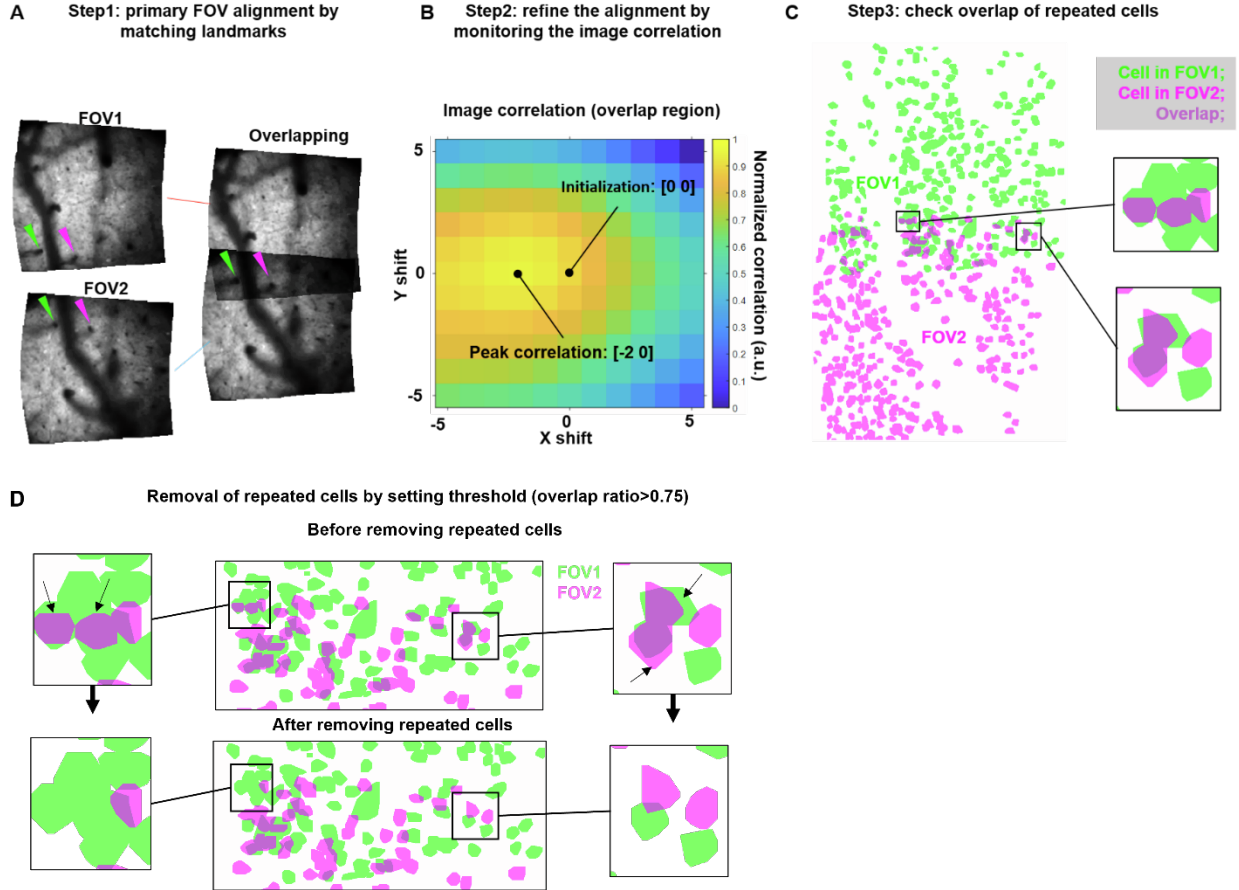 A
Step1: primary FOV alignment by
matching landmarks
FOV1
Overlapping
FOV2
B
Step2: refine the alignment by
monitoring the image correlation
Image correlation (overlap region)
Initialization: [0 0]
Peak correlation: [-2 0]
Y shift
5
0
-5
-5
0
5
X shift
1
0.9
0.8
0.7
0.6
0.5
0.4
0.3
0.2
0.1
0
Normalized correlation (a.u.)
C
Step3: check overlap of repeated cells
Cell in FOV1;
Cell in FOV2;
Overlap;
FOV1
FOV2
D
Removal of repeated cells by setting threshold (overlap ratio>0.75)
Before removing repeated cells
FOV1
FOV2
After removing repeated cells